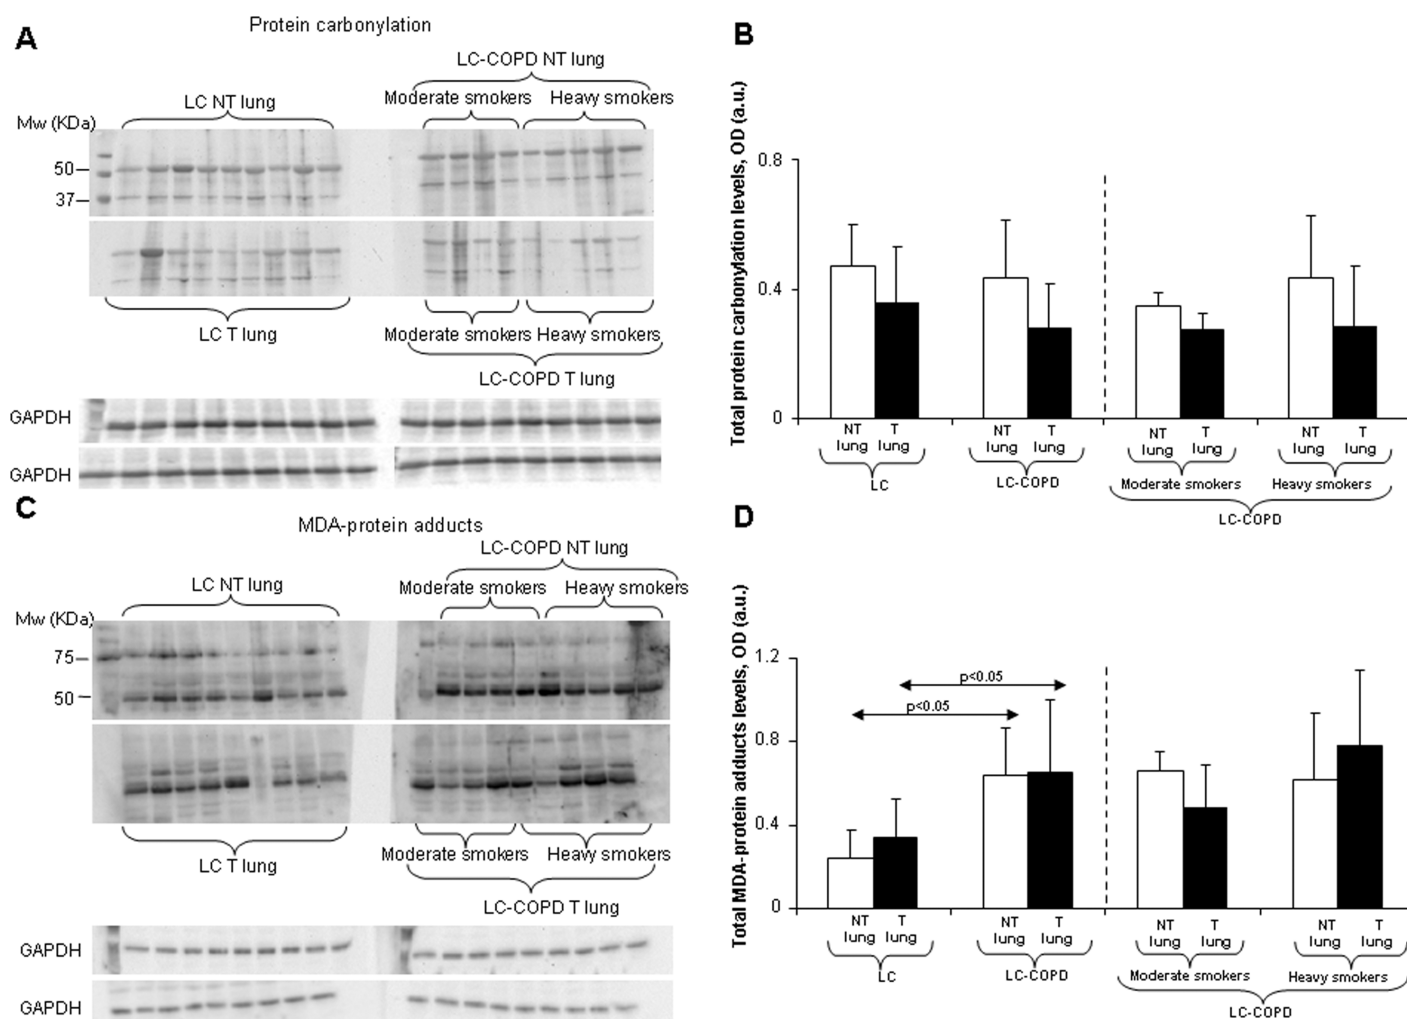 A
Protein carbonylation
LC-COPD NT lung
LC NT lung
Moderate smokers Heavy smokers
Mw (KDa)
50
37
LC T lung
Moderate smokers Heavy smokers
LC-COPD T lung
GAPDH
GAPDH
B
Total protein carbonylation levels, OD (a.u.)
0.8
0.4
0
NT lung T lung NT lung T lung NT lung T lung NT lung T lung
LC LC-COPD Moderate smokers Heavy smokers
LC-COPD
C
MDA-protein adducts
LC-COPD NT lung
LC NT lung
Moderate smokers Heavy smokers
Mw (KDa)
75
50
LC T lung
Moderate smokers Heavy smokers
LC-COPD T lung
GAPDH
GAPDH
D
Total MDA-protein adducts levels, OD (a.u.)
1.2
0.8
0.4
0
p<0.05
p<0.05
NT lung T lung NT lung T lung NT lung T lung NT lung T lung
LC LC-COPD Moderate smokers Heavy smokers
LC-COPD